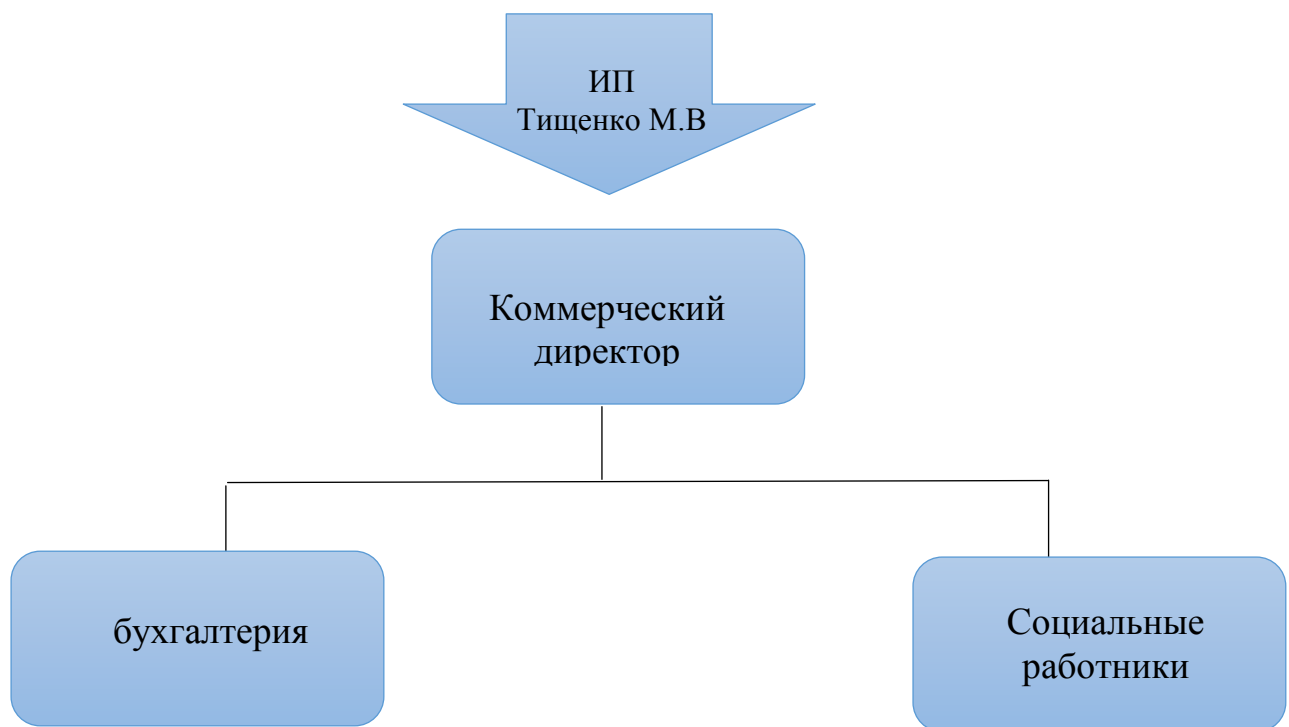 ИП
Тищенко М.В
Коммерческий
директор
бухгалтерия
Социальные
работники